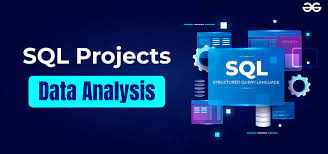 SQL Projects
Data Analysis
SQL
STRUCTURED QUERY LANGUAGE